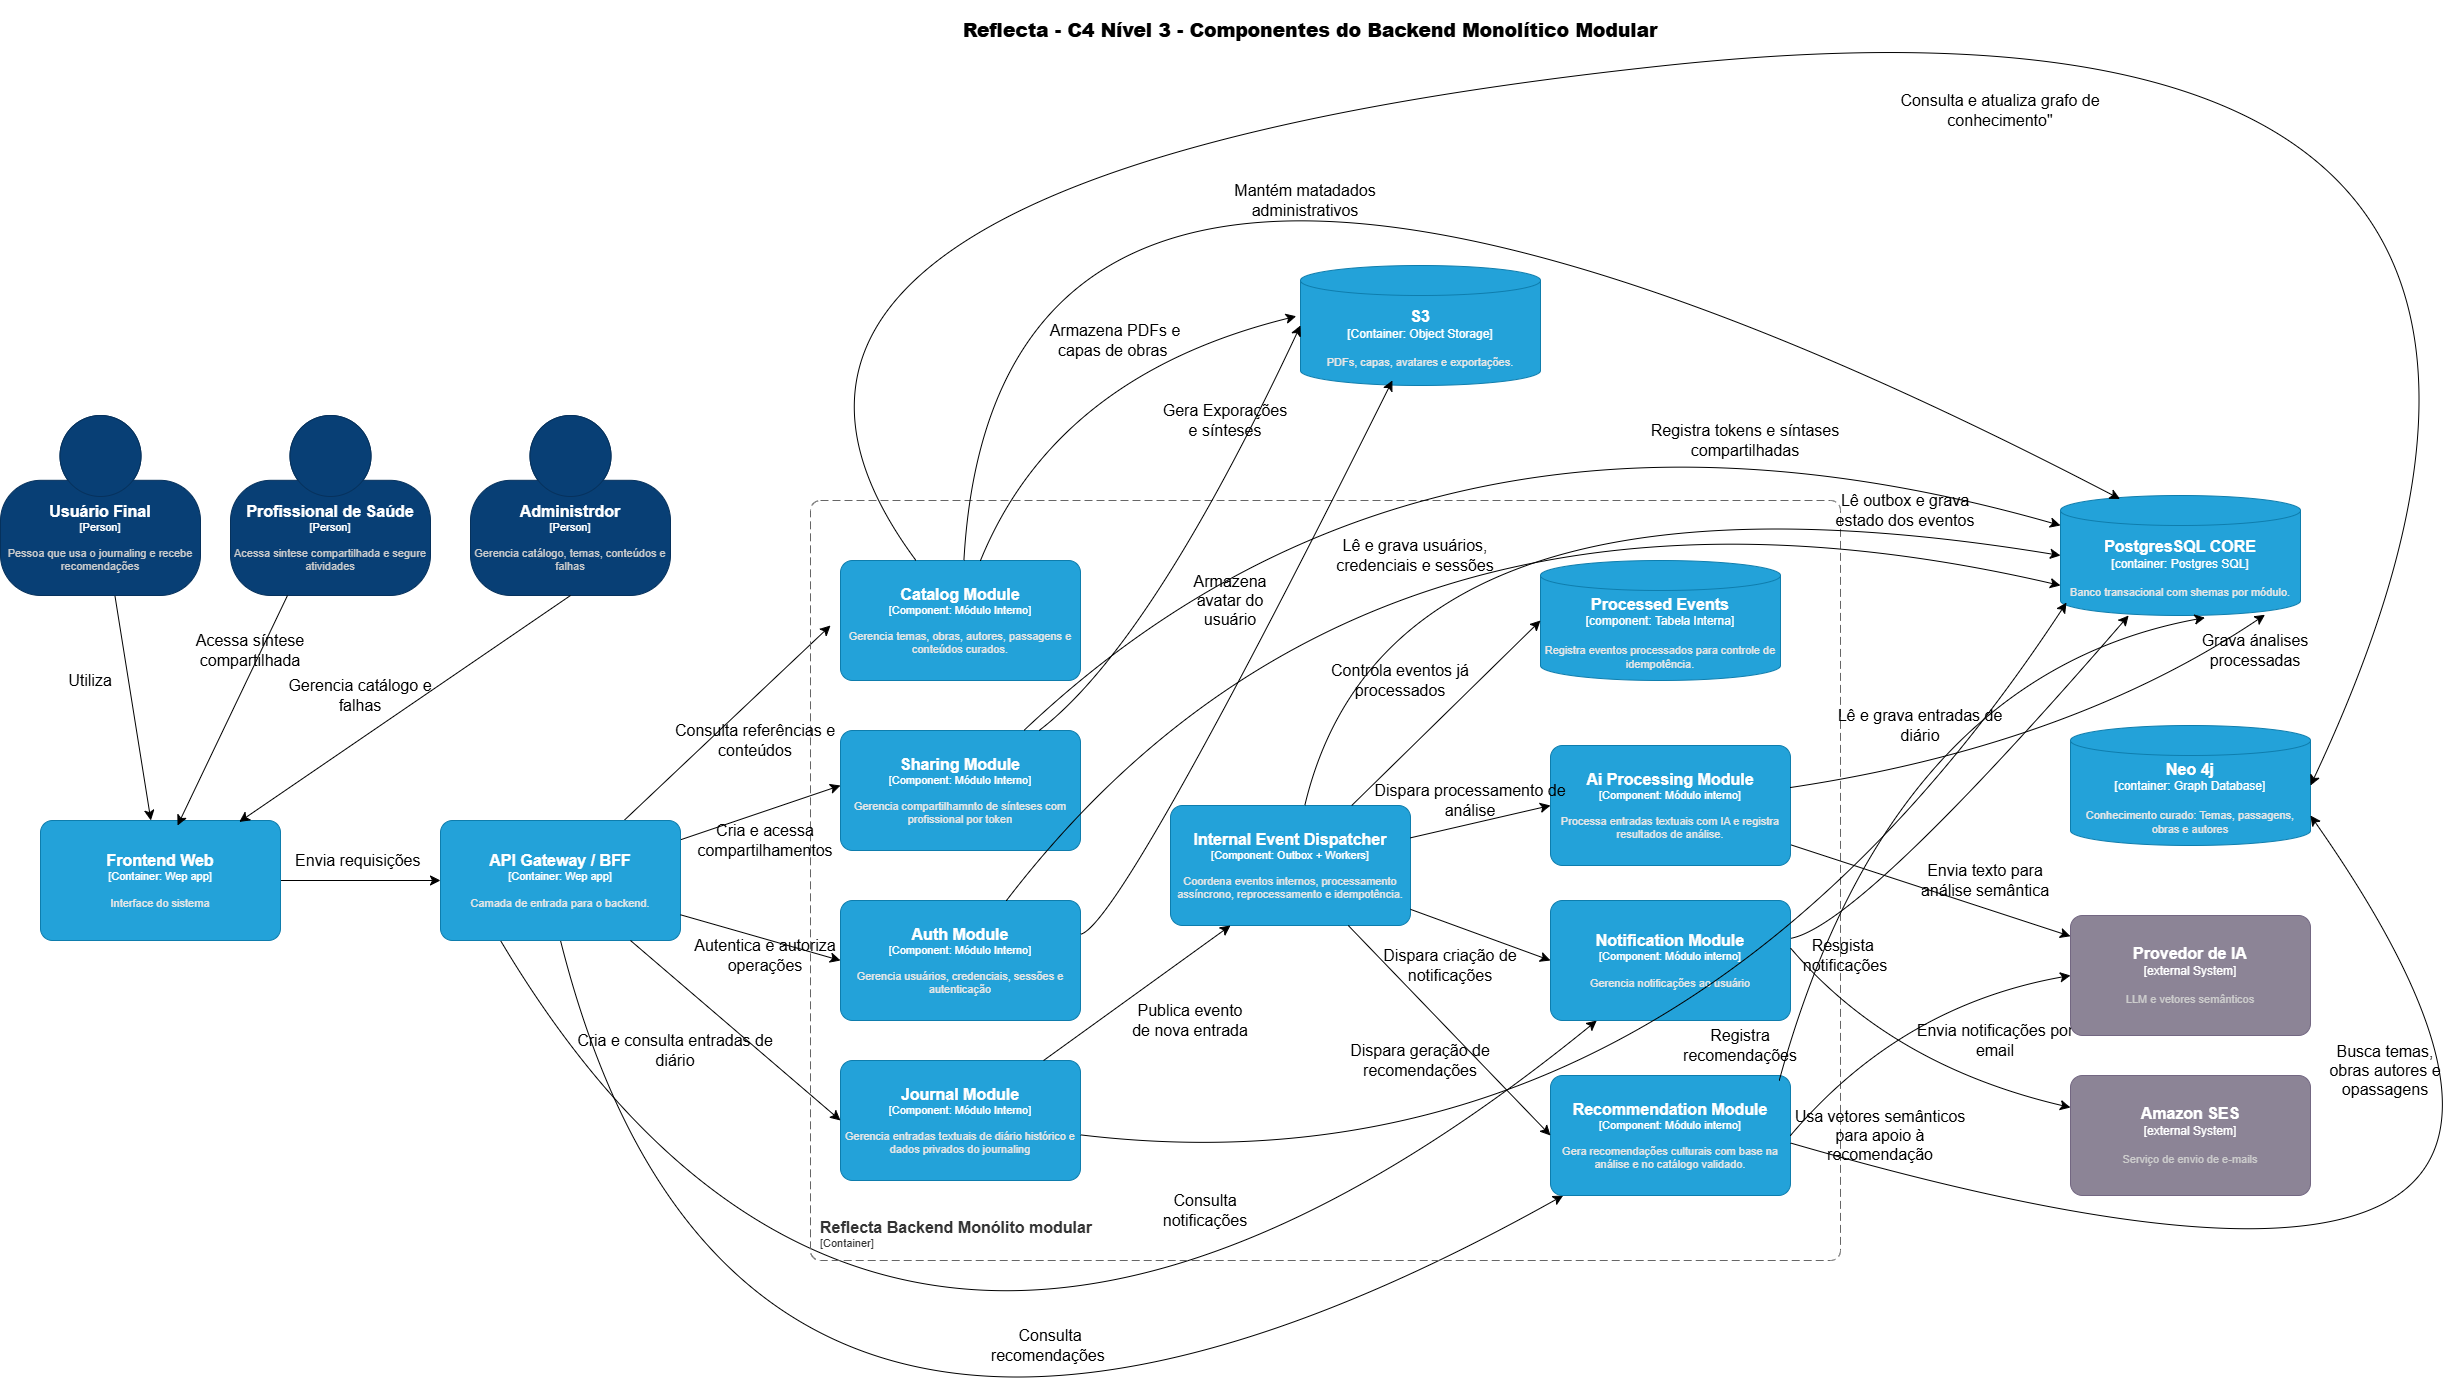 Reflecta - C4 Nível 3 - Componentes do Backend Monolítico Modular
Consulta e atualiza grafo de
conhecimento"
Mantém matadados
administrativos
S3
[Container: Object Storage]
PDFs, capas, avatares e exportações.
Armazena PDFs e
capas de obras
Gera Exporações
e sínteses
Registra tokens e síntases
compartilhadas
Usuário Final
[Person]
Pessoa que usa o journaling e recebe
recomendações
Profissional de Saúde
[Person]
Acessa sintese compartilhada e segure
atividades
Administrdor
[Person]
Gerencia catálogo, temas, conteúdos e
falhas
Lê outbox e grava
estado dos eventos
Lê e grava usuários,
credenciais e sessões
Armazena
avatar do
usuário
PostgresSQL CORE
[container: Postgres SQL]
Banco transacional com shemas por módulo.
Catalog Module
[Component: Módulo Interno]
Gerencia temas, obras, autores, passagens e
conteúdos curados.
Processed Events
[component: Tabela Interna]
Registra eventos processados para controle de
idempotência.
Acessa síntese
compartilhada
Utiliza
Gerencia catálogo e
falhas
Controla eventos já
processados
Grava ánalises
processadas
Consulta referências e
conteúdos
Lê e grava entradas de
diário
Sharing Module
[Component: Módulo Interno]
Gerencia compartilhamnto de sínteses com
profissional por token
Dispara processamento de
análise
Ai Processing Module
[Component: Módulo interno]
Processa entradas textuais com IA e registra
resultados de análise.
Neo 4j
[container: Graph Database]
Conhecimento curado: Temas, passagens,
obras e autores
Cria e acessa
compartilhamentos
Frontend Web
[Container: Wep app]
Interface do sistema
Envia requisições
API Gateway / BFF
[Container: Wep app]
Camada de entrada para o backend.
Internal Event Dispatcher
[Component: Outbox + Workers]
Coordena eventos internos, processamento
assíncrono, reprocessamento e idempotência.
Envia texto para
análise semântica
Autentica e autoriza
operações
Auth Module
[Component: Módulo Interno]
Gerencia usuários, credenciais, sessões e
autenticação
Dispara criação de
notificações
Notification Module
[Component: Módulo interno]
Gerencia notificações ao usuário
Resgista
notificações
Provedor de IA
[external System]
LLM e vetores semânticos
Publica evento
de nova entrada
Cria e consulta entradas de
diário
Dispara geração de
recomendações
Registra
recomendações
Envia notificações por
email
Busca temas,
obras autores e
opassagens
Journal Module
[Component: Módulo Interno]
Gerencia entradas textuais de diário histórico e
dados privados do journaling
Recommendation Module
[Component: Módulo interno]
Gera recomendações culturais com base na
análise e no catálogo validado.
Usa vetores semânticos
para apoio à
recomendação
Amazon SES
[external System]
Serviço de envio de e-mails
Consulta
notificações
Reflecta Backend Monólito modular
[Container]
Consulta
recomendações